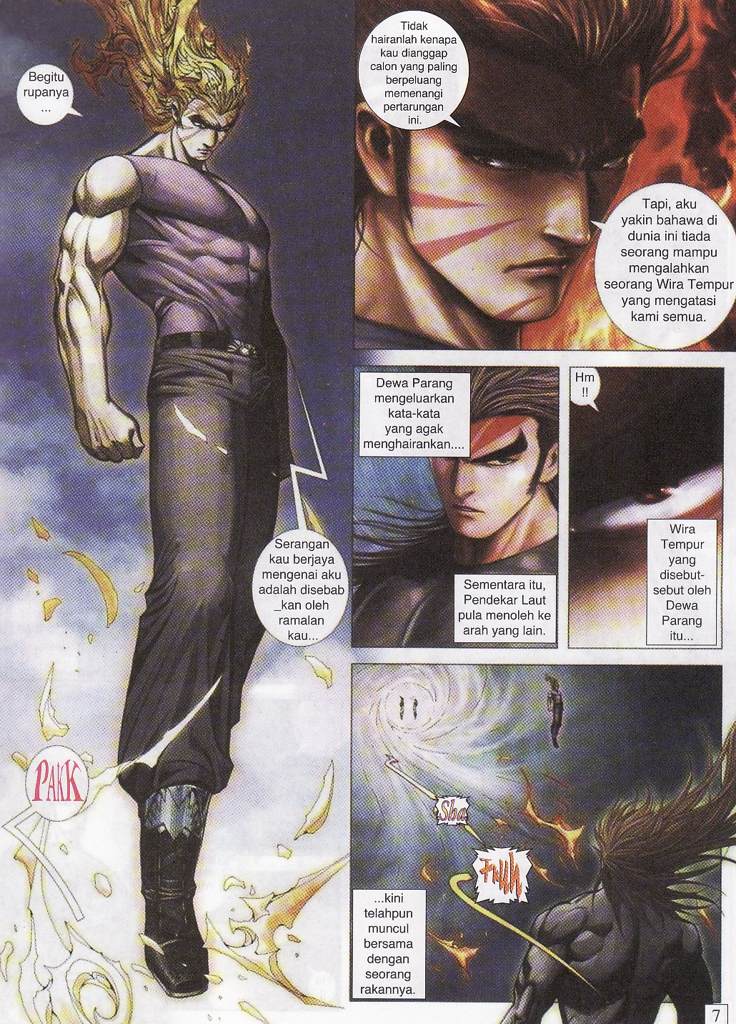 Begitu
rupanya
...
Serangan
kau berjaya
mengenai aku
adalah disebab
_kan oleh
ramalan
kau...
PAKK
Tidak
hairanlah kenapa
kau dianggap
calon yang paling
berpeluang
memenangi
pertarungan
ini.
Tapi, aku
yakin bahawa di
dunia ini tiada
seorang mampu
mengalahkan
seorang Wira Tempur
yang mengatasi
kami semua.
Dewa Parang
mengeluarkan
kata-kata
yang agak
menghairankan....
Sementara itu,
Pendekar Laut
pula menoleh ke
arah yang lain.
Hm
!!
Wira
Tempur
yang
disebut-
sebut oleh
Dewa
Parang
itu...
Sha
...kini
telahpun
muncul
bersama
dengan
seorang
rakannya.
7